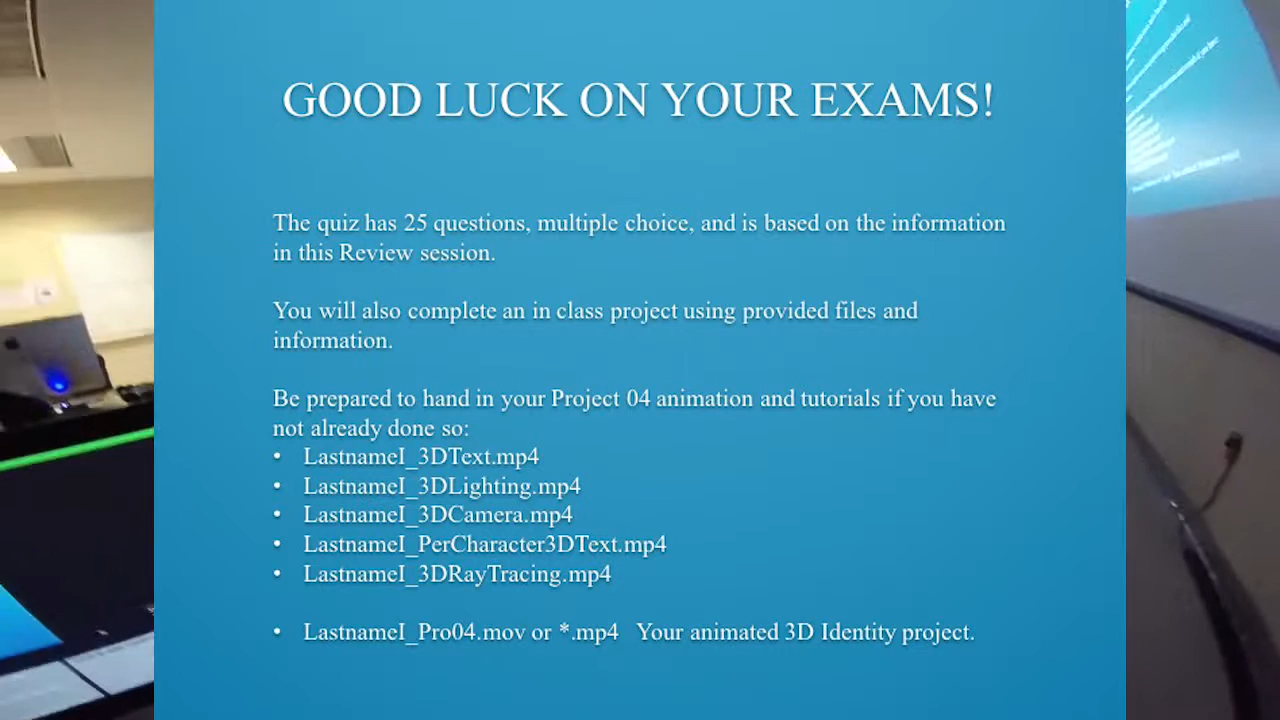 GOOD LUCK ON YOUR EXAMS!
The quiz has 25 questions, multiple choice, and is based on the information
in this Review session.
You will also complete an in class project using provided files and
information.
Be prepared to hand in your Project 04 animation and tutorials if you have
not already done so:
• LastnameI_3DText.mp4
• LastnameI_3DLighting.mp4
• LastnameI_3DCamera.mp4
• LastnameI_PerCharacter3DText.mp4
• LastnameI_3DRayTracing.mp4
• LastnameI_Pro04.mov or *.mp4 Your animated 3D Identity project.